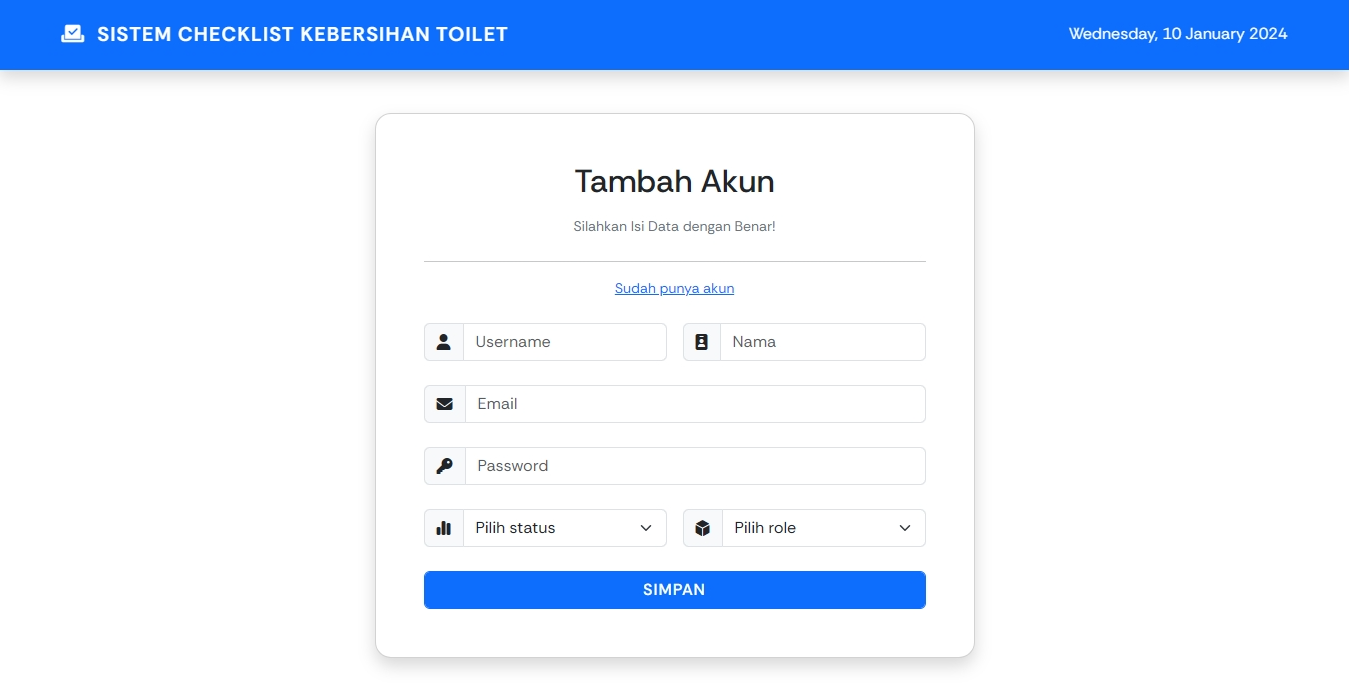 SISTEM CHECKLIST KEBERSIHAN TOILET
Wednesday, 10 January 2024
Tambah Akun
Silahkan Isi Data dengan Benar!
Sudah punya akun
Username
Nama
Email
Password
Pilih status
Pilih role
SIMPAN